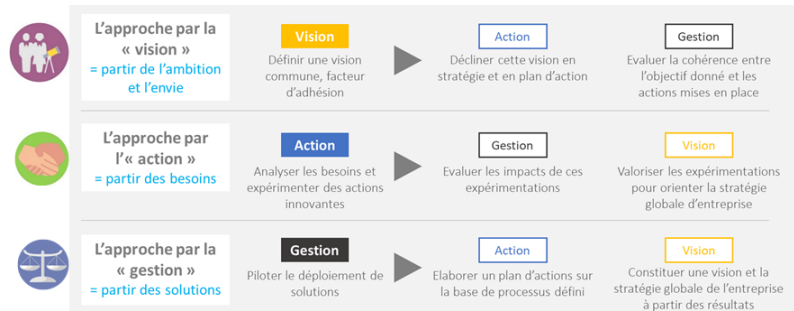 L'approche par la
« vision »
= partir de l'ambition
et l'envie
Vision
Définir une vision
commune, facteur
d'adhésion
Action
Décliner cette vision en
stratégie et en plan d'action
Gestion
Evaluer la cohérence entre
l'objectif donné et les
actions mises en place
L'approche par
l'« action »
= partir des besoins
Action
Analyser les besoins et
expérimenter des actions
innovantes
Gestion
Evaluer les impacts de ces
expérimentations
Vision
Valoriser les expérimentations
pour orienter la stratégie
globale d'entreprise
L'approche par la
« gestion »
= partir des solutions
Gestion
Piloter le déploiement de
solutions
Action
Elaborer un plan d'actions sur
la base de processus défini
Vision
Constituer une vision et la
stratégie globale de l'entreprise
à partir des résultats